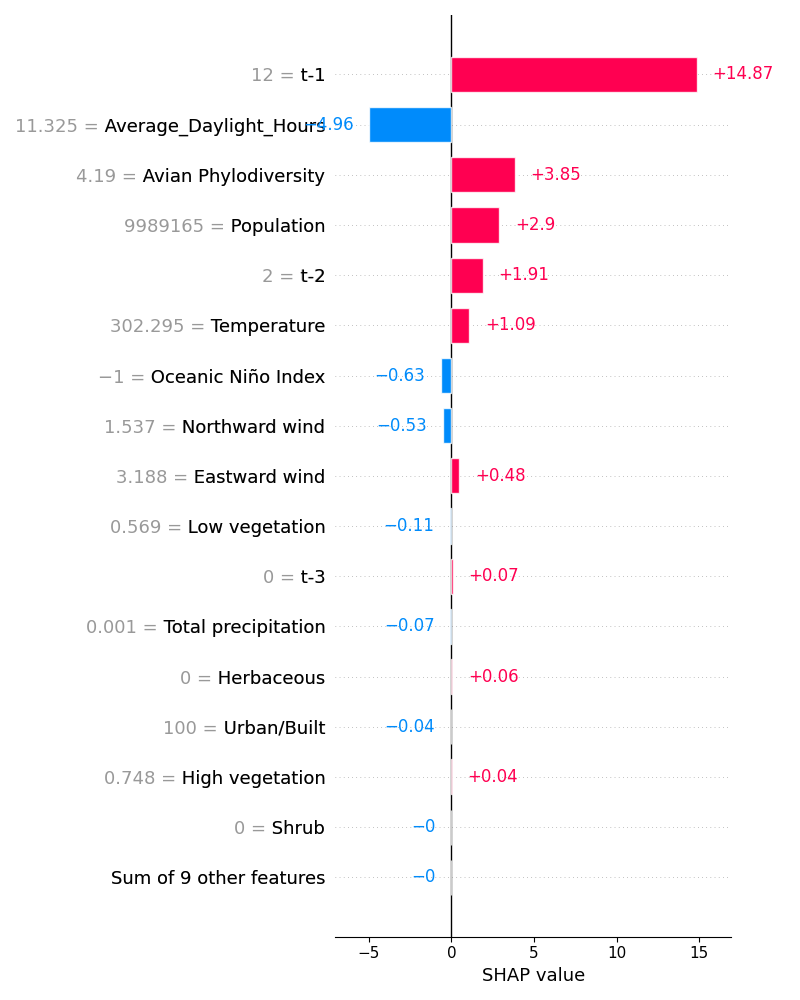 12 = t-1 +14.87
11.325 = Average_Daylight_Hours −4.96
4.19 = Avian Phylodiversity +3.85
9989165 = Population +2.9
2 = t-2 +1.91
302.295 = Temperature +1.09
−1 = Oceanic Niño Index −0.63
1.537 = Northward wind −0.53
3.188 = Eastward wind +0.48
0.569 = Low vegetation −0.11
0 = t-3 +0.07
0.001 = Total precipitation −0.07
0 = Herbaceous +0.06
100 = Urban/Built −0.04
0.748 = High vegetation +0.04
0 = Shrub −0
Sum of 9 other features −0
−5 0 5 10 15
SHAP value